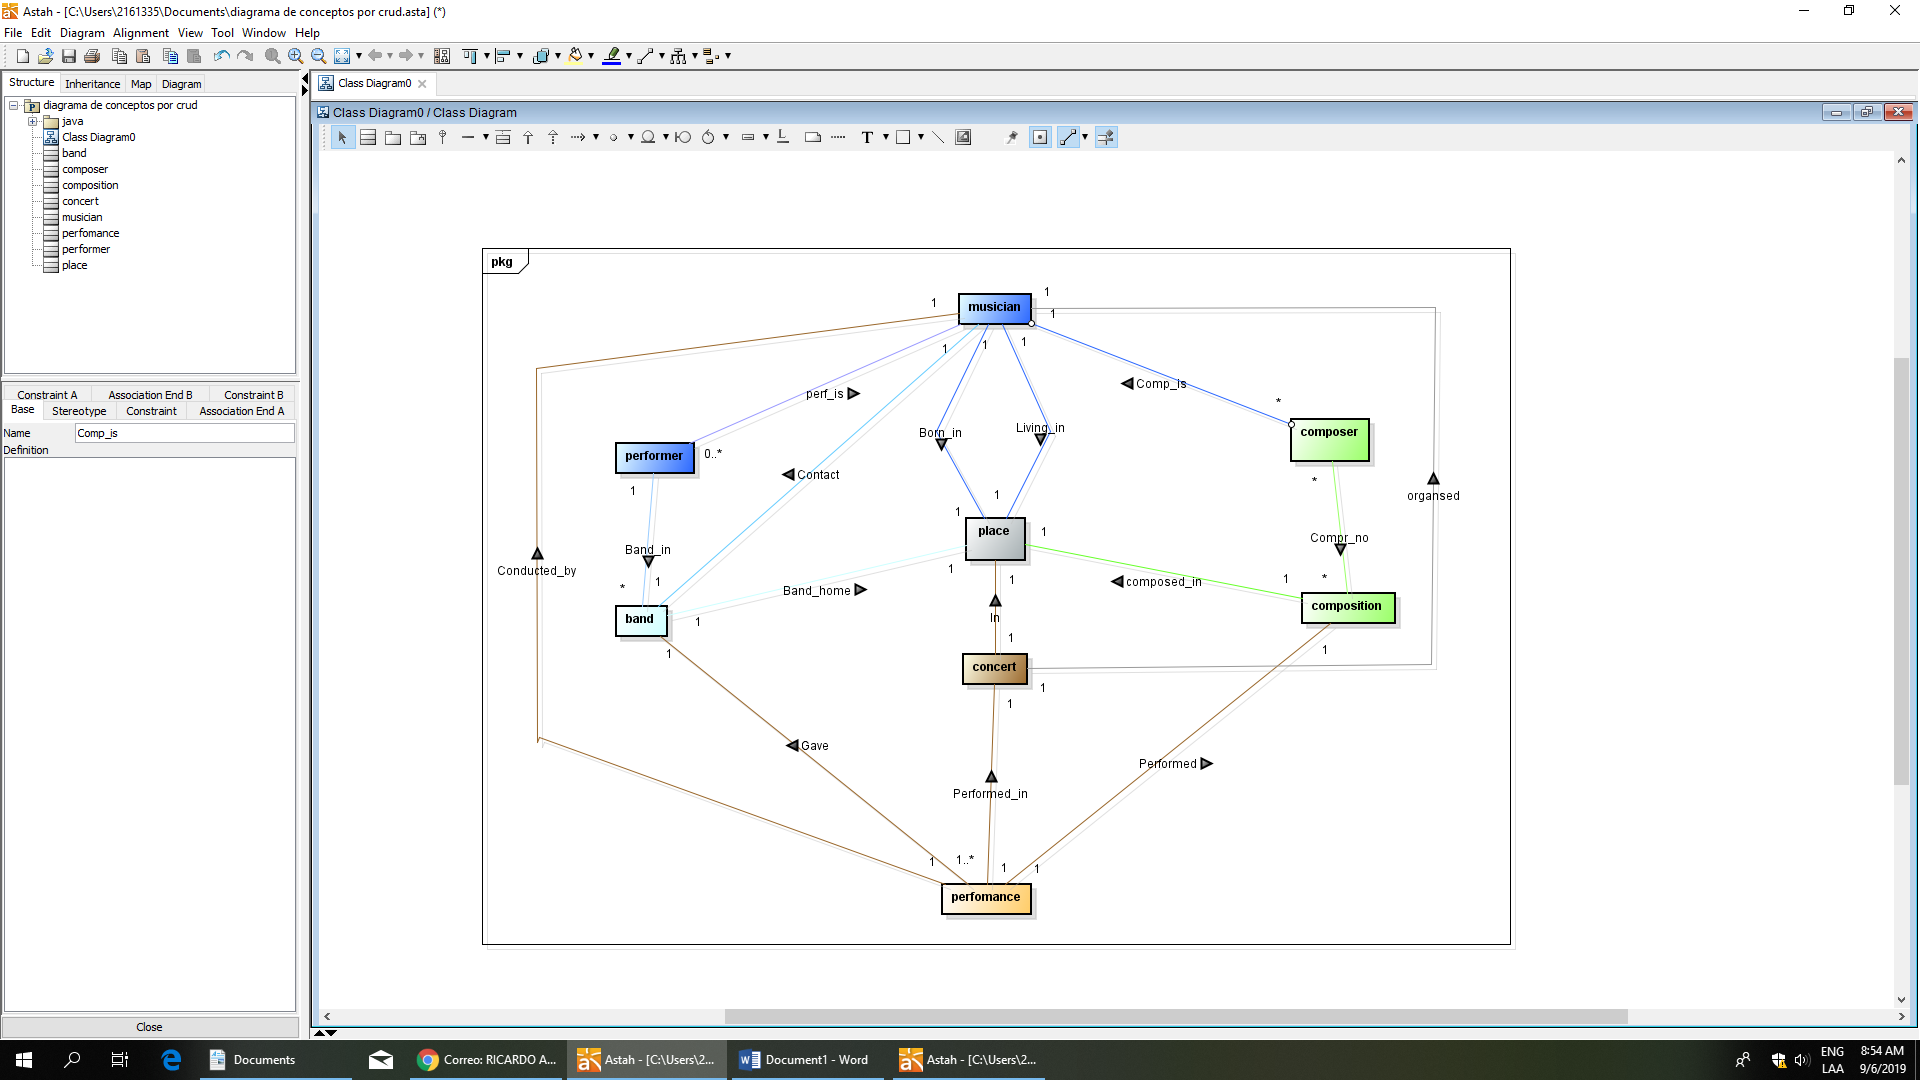 Astah - [C:\Users\2161335\Documents\diagrama de conceptos por crud.asta] (*)
File Edit Diagram Alignment View Tool Window Help
Structure Inheritance Map Diagram
diagrama de conceptos por crud
java
Class Diagram0
band
composer
composition
concert
musician
perfomance
performer
place
Constraint A Association End B Constraint B
Base Stereotype Constraint Association End A
Name Comp_is
Definition
Close
Class Diagram0
Class Diagram0 / Class Diagram
T
pkg
1 musician 1
1
1 1 1
perf_is Comp_is
*
Born_in Living_in
composer
performer 0..*
Contact
1 1 *
organsed
1 place 1
Band_in Compr_no
Conducted_by
* 1 Band_home 1 1 composed_in 1 *
band 1 In composition
1 1 1
concert
1
1
Gave
Performed
Performed_in
1 1..* 1 1
perfomance
Documents
Correo: RICARDO A...
Astah - [C:\Users\2...
Document1 - Word
Astah - [C:\Users\2...
ENG
LAA
8:54 AM
9/6/2019